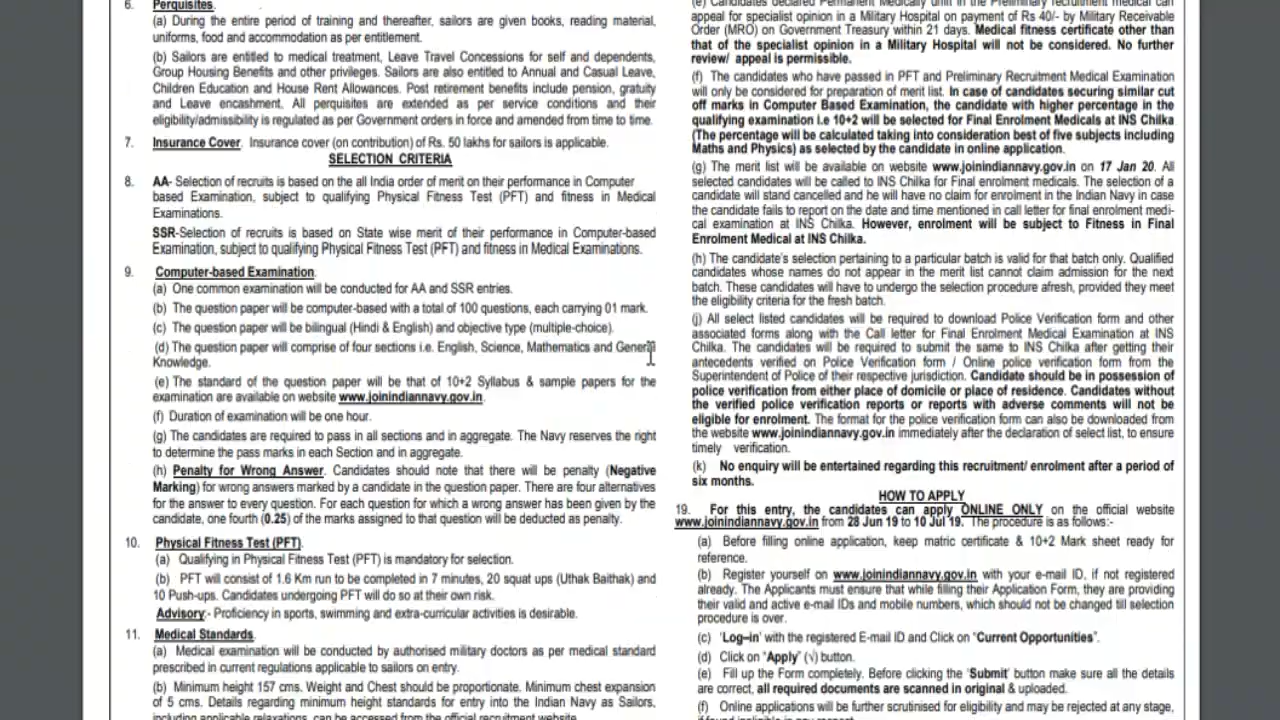 6. Perquisites.
(a) During the entire period of training and thereafter, sailors are given books, reading material,
uniforms, food and accommodation as per entitlement.
(b) Sailors are entitled to medical treatment, Leave Travel Concessions for self and dependents,
Group Housing Benefits and other privileges. Sailors are also entitled to Annual and Casual Leave,
Children Education and House Rent Allowances. Post retirement benefits include pension, gratuity
and Leave encashment. All perquisites are extended as per service conditions and their
eligibility/admissibility is regulated as per Government orders in force and amended from time to time.
7. Insurance Cover. Insurance cover (on contribution) of Rs. 50 lakhs for sailors is applicable.
SELECTION CRITERIA
8. AA- Selection of recruits is based on the all India order of merit on their performance in Computer
based Examination, subject to qualifying Physical Fitness Test (PFT) and fitness in Medical
Examinations.
SSR-Selection of recruits is based on State wise merit of their performance in Computer-based
Examination, subject to qualifying Physical Fitness Test (PFT) and fitness in Medical Examinations.
9. Computer-based Examination.
(a) One common examination will be conducted for AA and SSR entries.
(b) The question paper will be computer-based with a total of 100 questions, each carrying 01 mark.
(c) The question paper will be bilingual (Hindi & English) and objective type (multiple-choice).
(d) The question paper will comprise of four sections i.e. English, Science, Mathematics and General
Knowledge.
(e) The standard of the question paper will be that of 10+2 Syllabus & sample papers for the
examination are available on website www.joinindiannavy.gov.in.
(f) Duration of examination will be one hour.
(g) The candidates are required to pass in all sections and in aggregate. The Navy reserves the right
to determine the pass marks in each Section and in aggregate.
(h) Penalty for Wrong Answer. Candidates should note that there will be penalty (Negative
Marking) for wrong answers marked by a candidate in the question paper. There are four alternatives
for the answer to every question. For each question for which a wrong answer has been given by the
candidate, one fourth (0.25) of the marks assigned to that question will be deducted as penalty.
10. Physical Fitness Test (PFT).
(a) Qualifying in Physical Fitness Test (PFT) is mandatory for selection.
(b) PFT will consist of 1.6 Km run to be completed in 7 minutes, 20 squat ups (Uthak Baithak) and
10 Push-ups. Candidates undergoing PFT will do so at their own risk.
Advisory:- Proficiency in sports, swimming and extra-curricular activities is desirable.
11. Medical Standards.
(a) Medical examination will be conducted by authorised military doctors as per medical standard
prescribed in current regulations applicable to sailors on entry.
(b) Minimum height 157 cms. Weight and Chest should be proportionate. Minimum chest expansion
of 5 cms. Details regarding minimum height standards for entry into the Indian Navy as Sailors,
including applicable relaxations, can be accessed from the official recruitment website.
(e) Candidates declared Permanent Medically unfit in the Preliminary recruitment medical can
appeal for specialist opinion in a Military Hospital on payment of Rs 40/- by Military Receivable
Order (MRO) on Government Treasury within 21 days. Medical fitness certificate other than
that of the specialist opinion in a Military Hospital will not be considered. No further
review/ appeal is permissible.
(f) The candidates who have passed in PFT and Preliminary Recruitment Medical Examination
will only be considered for preparation of merit list. In case of candidates securing similar cut
off marks in Computer Based Examination, the candidate with higher percentage in the
qualifying examination i.e 10+2 will be selected for Final Enrolment Medicals at INS Chilka
(The percentage will be calculated taking into consideration best of five subjects including
Maths and Physics) as selected by the candidate in online application.
(g) The merit list will be available on website www.joinindiannavy.gov.in on 17 Jan 20. All
selected candidates will be called to INS Chilka for Final enrolment medicals. The selection of a
candidate will stand cancelled and he will have no claim for enrolment in the Indian Navy in case
the candidate fails to report on the date and time mentioned in call letter for final enrolment medi-
cal examination at INS Chilka. However, enrolment will be subject to Fitness in Final
Enrolment Medical at INS Chilka.
(h) The candidate's selection pertaining to a particular batch is valid for that batch only. Qualified
candidates whose names do not appear in the merit list cannot claim admission for the next
batch. These candidates will have to undergo the selection procedure afresh, provided they meet
the eligibility criteria for the fresh batch.
(j) All select listed candidates will be required to download Police Verification form and other
associated forms along with the Call letter for Final Enrolment Medical Examination at INS
Chilka. The candidates will be required to submit the same to INS Chilka after getting their
antecedents verified on Police Verification form / Online police verification form from the
Superintendent of Police of their respective jurisdiction. Candidate should be in possession of
police verification from either place of domicile or place of residence. Candidates without
the verified police verification reports or reports with adverse comments will not be
eligible for enrolment. The format for the police verification form can also be downloaded from
the website www.joinindiannavy.gov.in immediately after the declaration of select list, to ensure
timely verification.
(k) No enquiry will be entertained regarding this recruitment/ enrolment after a period of
six months.
HOW TO APPLY
19. For this entry, the candidates can apply ONLINE ONLY on the official website
www.joinindiannavy.gov.in from 28 Jun 19 to 10 Jul 19. The procedure is as follows:-
(a) Before filling online application, keep matric certificate & 10+2 Mark sheet ready for
reference.
(b) Register yourself on www.joinindiannavy.gov.in with your e-mail ID, if not registered
already. The Applicants must ensure that while filling their Application Form, they are providing
their valid and active e-mail IDs and mobile numbers, which should not be changed till selection
procedure is over.
(c) 'Log–in' with the registered E-mail ID and Click on "Current Opportunities".
(d) Click on "Apply" (√) button.
(e) Fill up the Form completely. Before clicking the 'Submit' button make sure all the details
are correct, all required documents are scanned in original & uploaded.
(f) Online applications will be further scrutinised for eligibility and may be rejected at any stage,
if found ineligible in any respect.